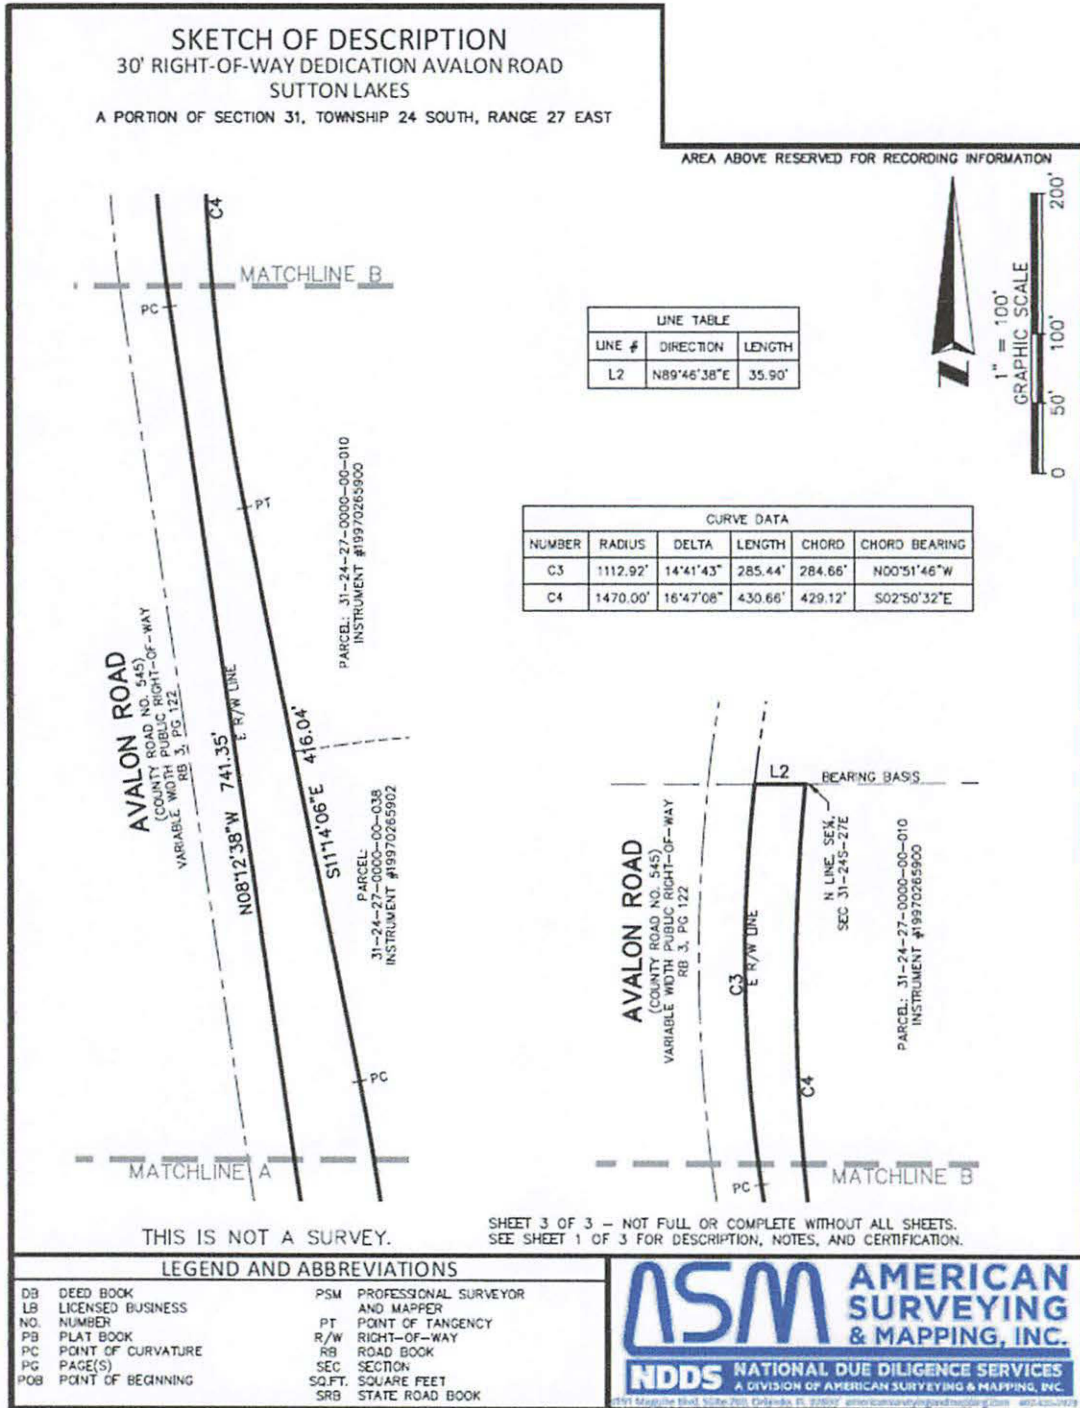 SKETCH OF DESCRIPTION
30' RIGHT-OF-WAY DEDICATION AVALON ROAD
SUTTON LAKES
A PORTION OF SECTION 31, TOWNSHIP 24 SOUTH, RANGE 27 EAST
AREA ABOVE RESERVED FOR RECORDING INFORMATION
C4
MATCHLINE B
PC
PT
PARCEL: 31-24-27-0000-00-010
INSTRUMENT #19970265900
AVALON ROAD
(COUNTY ROAD NO. 545)
VARIABLE WIDTH PUBLIC RIGHT-OF-WAY
RB 3, PG 122
N08°12'38"W 741.35'
E R/W LINE
S11°14'06"E 416.04'
PARCEL:
31-24-27-0000-00-038
INSTRUMENT #19970265902
PC
MATCHLINE A
N
1" = 100'
GRAPHIC SCALE
0 50' 100' 200'
LINE TABLE
LINE # DIRECTION LENGTH
L2 N89°46'38"E 35.90'
CURVE DATA
NUMBER RADIUS DELTA LENGTH CHORD CHORD BEARING
C3 1112.92' 14°41'43" 285.44' 284.66' N00°51'46"W
C4 1470.00' 16°47'08" 430.66' 429.12' S02°50'32"E
L2
BEARING BASIS
N LINE, SE¼,
SEC 31-24S-27E
AVALON ROAD
(COUNTY ROAD NO. 545)
VARIABLE WIDTH PUBLIC RIGHT-OF-WAY
RB 3, PG 122
C3
E R/W LINE
C4
PARCEL: 31-24-27-0000-00-010
INSTRUMENT #19970265900
PC
MATCHLINE B
THIS IS NOT A SURVEY.
SHEET 3 OF 3 – NOT FULL OR COMPLETE WITHOUT ALL SHEETS.
SEE SHEET 1 OF 3 FOR DESCRIPTION, NOTES, AND CERTIFICATION.
LEGEND AND ABBREVIATIONS
DB DEED BOOK
LB LICENSED BUSINESS
NO. NUMBER
PB PLAT BOOK
PC POINT OF CURVATURE
PG PAGE(S)
POB POINT OF BEGINNING
PSM PROFESSIONAL SURVEYOR
AND MAPPER
PT POINT OF TANGENCY
R/W RIGHT-OF-WAY
RB ROAD BOOK
SEC SECTION
SQ.FT. SQUARE FEET
SRB STATE ROAD BOOK
ASM AMERICAN
SURVEYING
& MAPPING, INC.
NDDS NATIONAL DUE DILIGENCE SERVICES
A DIVISION OF AMERICAN SURVEYING & MAPPING, INC.